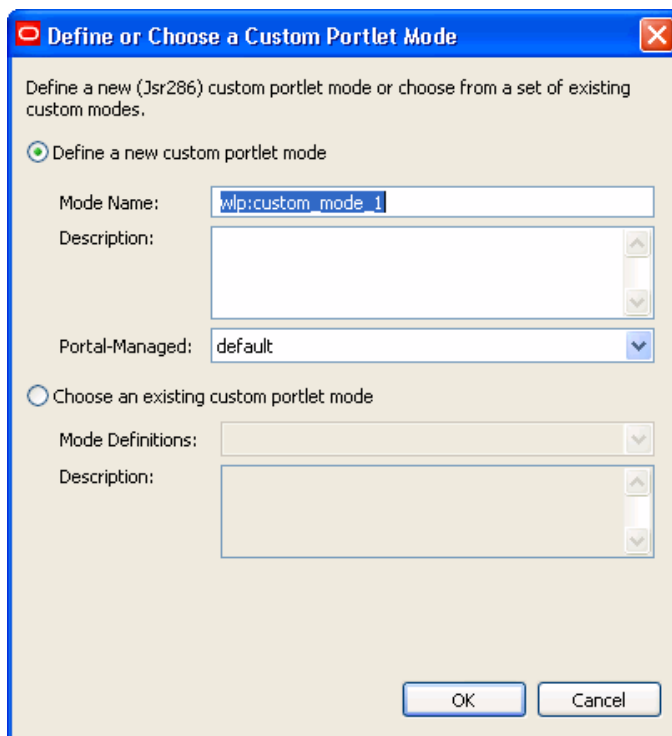 Define or Choose a Custom Portlet Mode
Define a new (Jsr286) custom portlet mode or choose from a set of existing
custom modes.
Define a new custom portlet mode
Mode Name: wlp:custom_mode_1
Description:
Portal-Managed: default
Choose an existing custom portlet mode
Mode Definitions:
Description:
OK Cancel